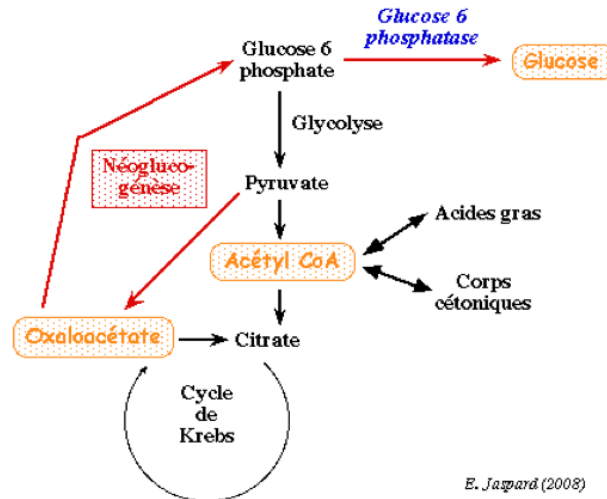 Glucose 6
phosphatase
Glucose 6
phosphate
Glucose
Glycolyse
Néogluco-
génèse
Pyruvate
Acides gras
Acétyl CoA
Corps
cétoniques
Oxaloacétate
Citrate
Cycle
de
Krebs
E. Jaspard (2008)